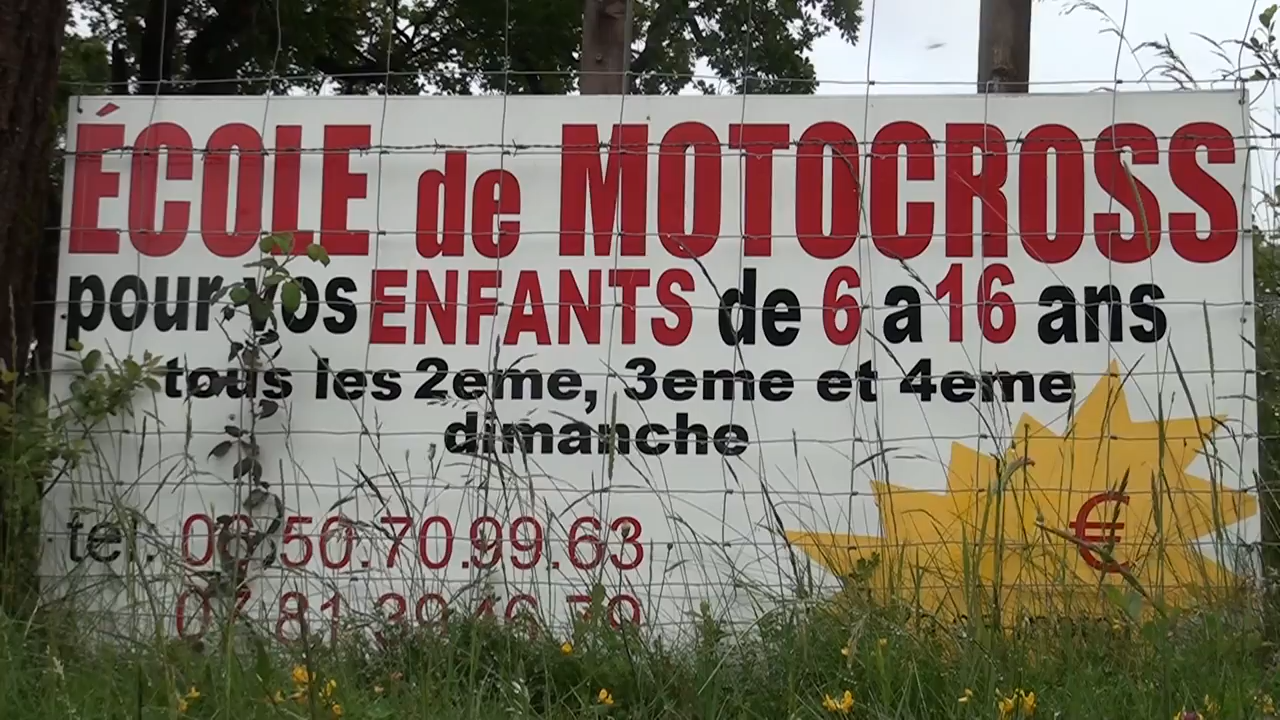 ÉCOLE de MOTOCROSS
pour vos ENFANTS de 6 a 16 ans
tous les 2eme, 3eme et 4eme
dimanche
€
tel. 06.50.70.99.63